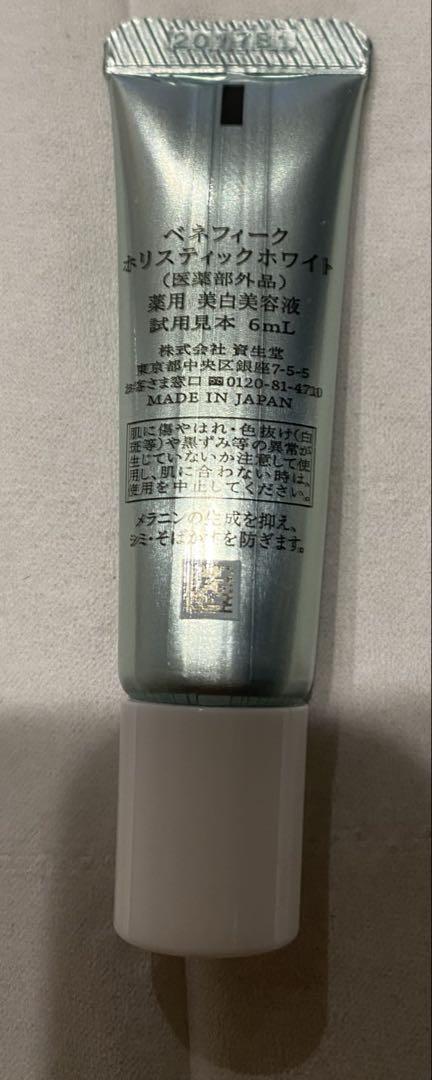 ベネフィーク
ホリスティックホワイト
(医薬部外品)
薬用 美白美容液
試用見本 6mL
株式会社 資生堂
東京都中央区銀座7-5-5
お客さま窓口 0120-81-4710
MADE IN JAPAN
肌に傷やはれ・色抜け(白
斑等)や黒ずみ等の異常が
生じていないか注意して使
用し、肌に合わない時は、
使用を中止してください。
メラニンの生成を抑え、
シミ・そばかすを防ぎます。